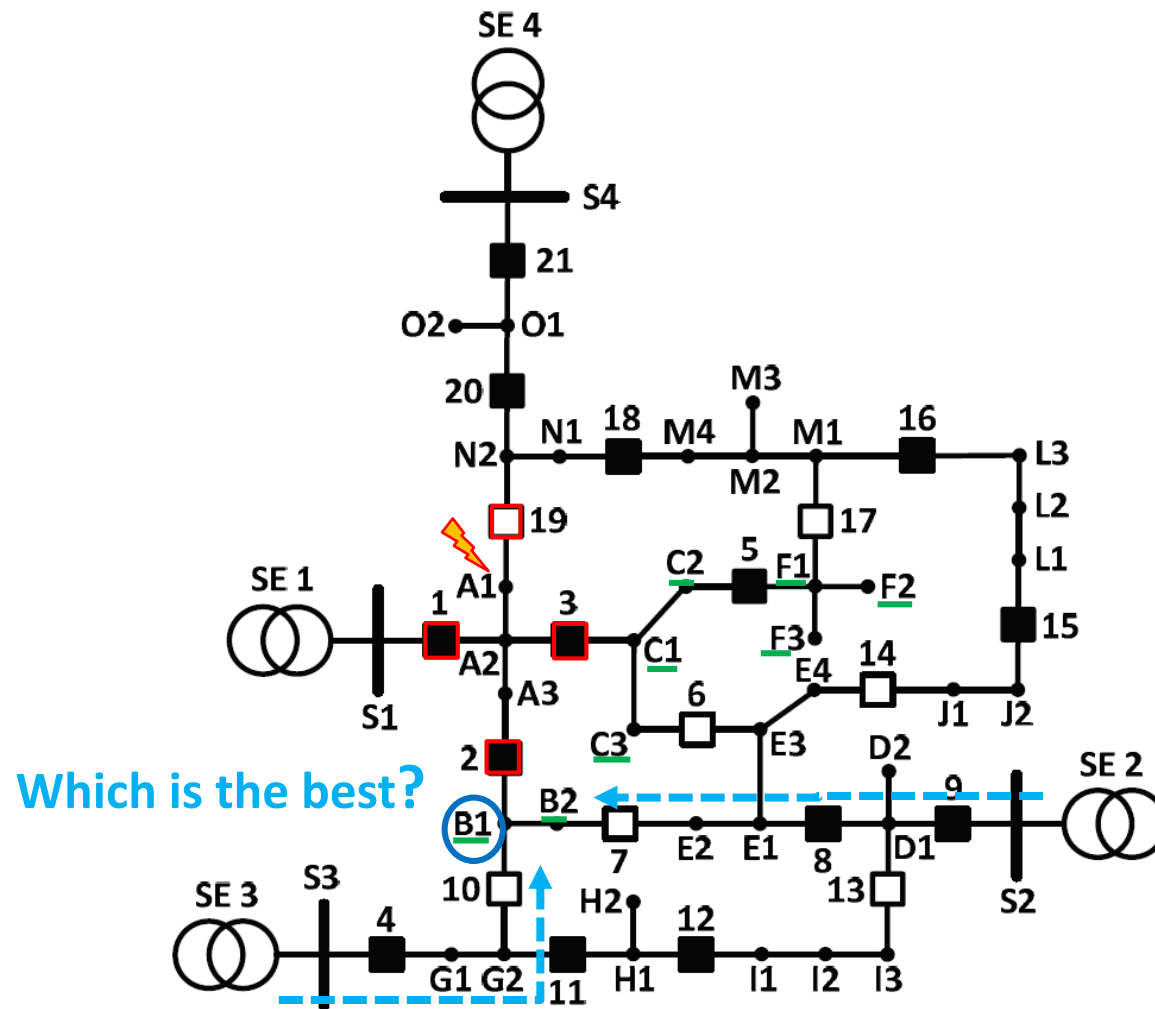 SE 4
S4
21
O2 O1
20
M3
N1 18 M4 M1 16
N2 M2 L3
L2
19 17
L1
5
C2 F1
SE 1 A1 F2
1 3 15
F3
A2 C1 E4 14
A3
S1 6 J1 J2
C3 E3 D2
2 SE 2
Which is the best?
B2 9
B1
7 E2 E1 8 D1
S2
SE 3 S3 10 13
H2
4 12
G1 G2 11 H1 I1 I2 I3